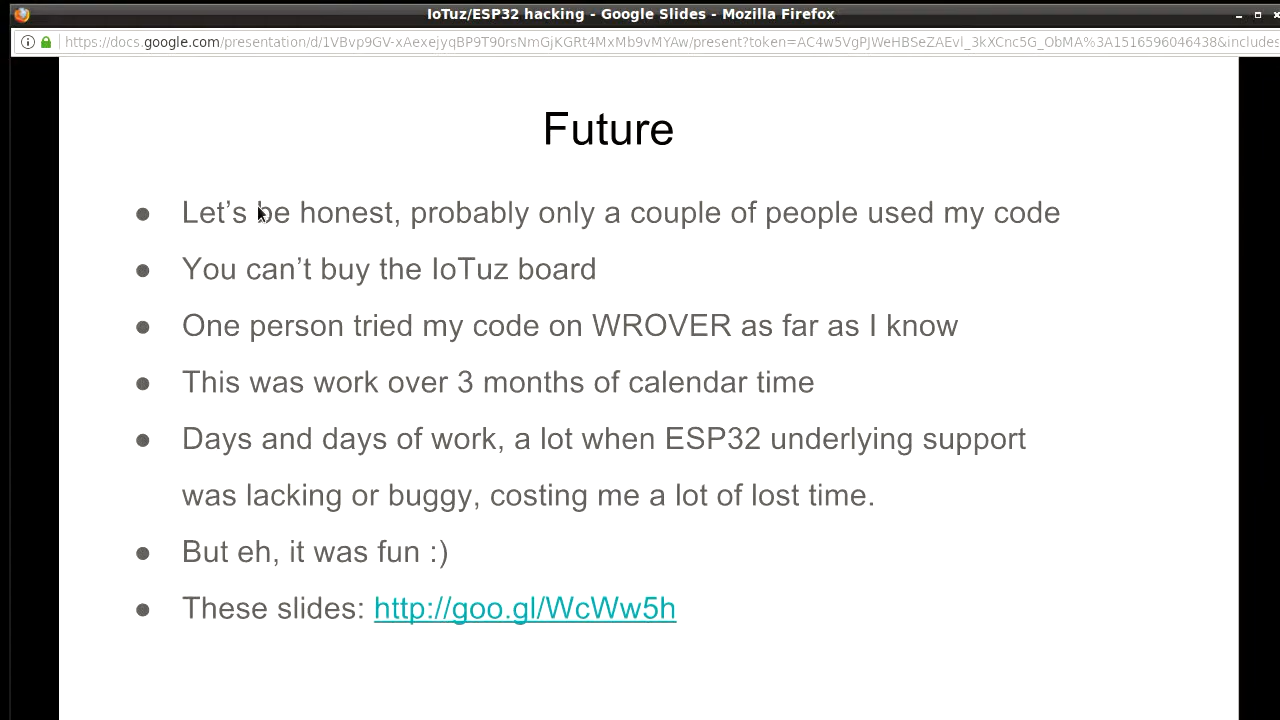 IoTuz/ESP32 hacking - Google Slides - Mozilla Firefox
https://docs.google.com/presentation/d/1VBvp9GV-xAexejyqBP9T90rsNmGjKGRt4MxMb9vMYAw/present?token=AC4w5VgPJWeHBSeZAEvl_3kXCnc5G_ObMA%3A1516596046438&includes
Future
● Let’s be honest, probably only a couple of people used my code
● You can’t buy the IoTuz board
● One person tried my code on WROVER as far as I know
● This was work over 3 months of calendar time
● Days and days of work, a lot when ESP32 underlying support
was lacking or buggy, costing me a lot of lost time.
● But eh, it was fun :)
● These slides: http://goo.gl/WcWw5h